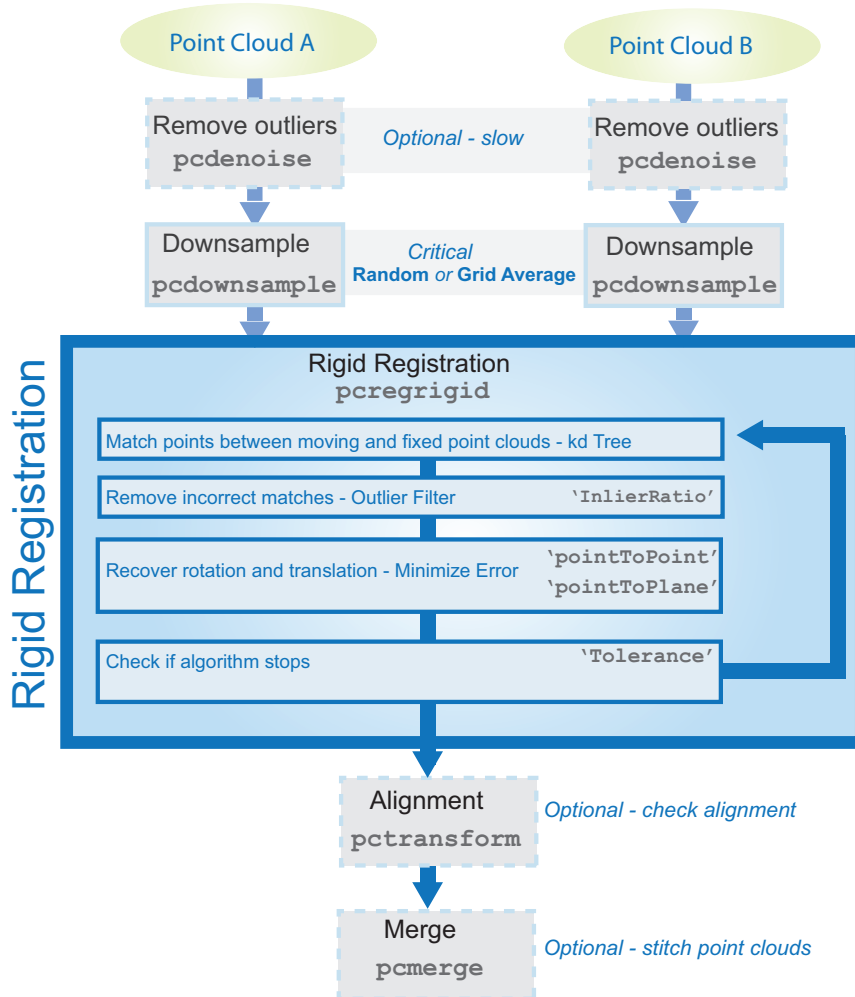 Point Cloud A
Point Cloud B
Remove outliers
pcdenoise
Optional - slow
Remove outliers
pcdenoise
Downsample
pcdownsample
Critical
Random or Grid Average
Downsample
pcdownsample
Rigid Registration
Rigid Registration
pcregrigid
Match points between moving and fixed point clouds - kd Tree
Remove incorrect matches - Outlier Filter ‘InlierRatio’
Recover rotation and translation - Minimize Error
‘pointToPoint’
‘pointToPlane’
Check if algorithm stops ‘Tolerance’
Alignment
pctransform
Optional - check alignment
Merge
pcmerge
Optional - stitch point clouds